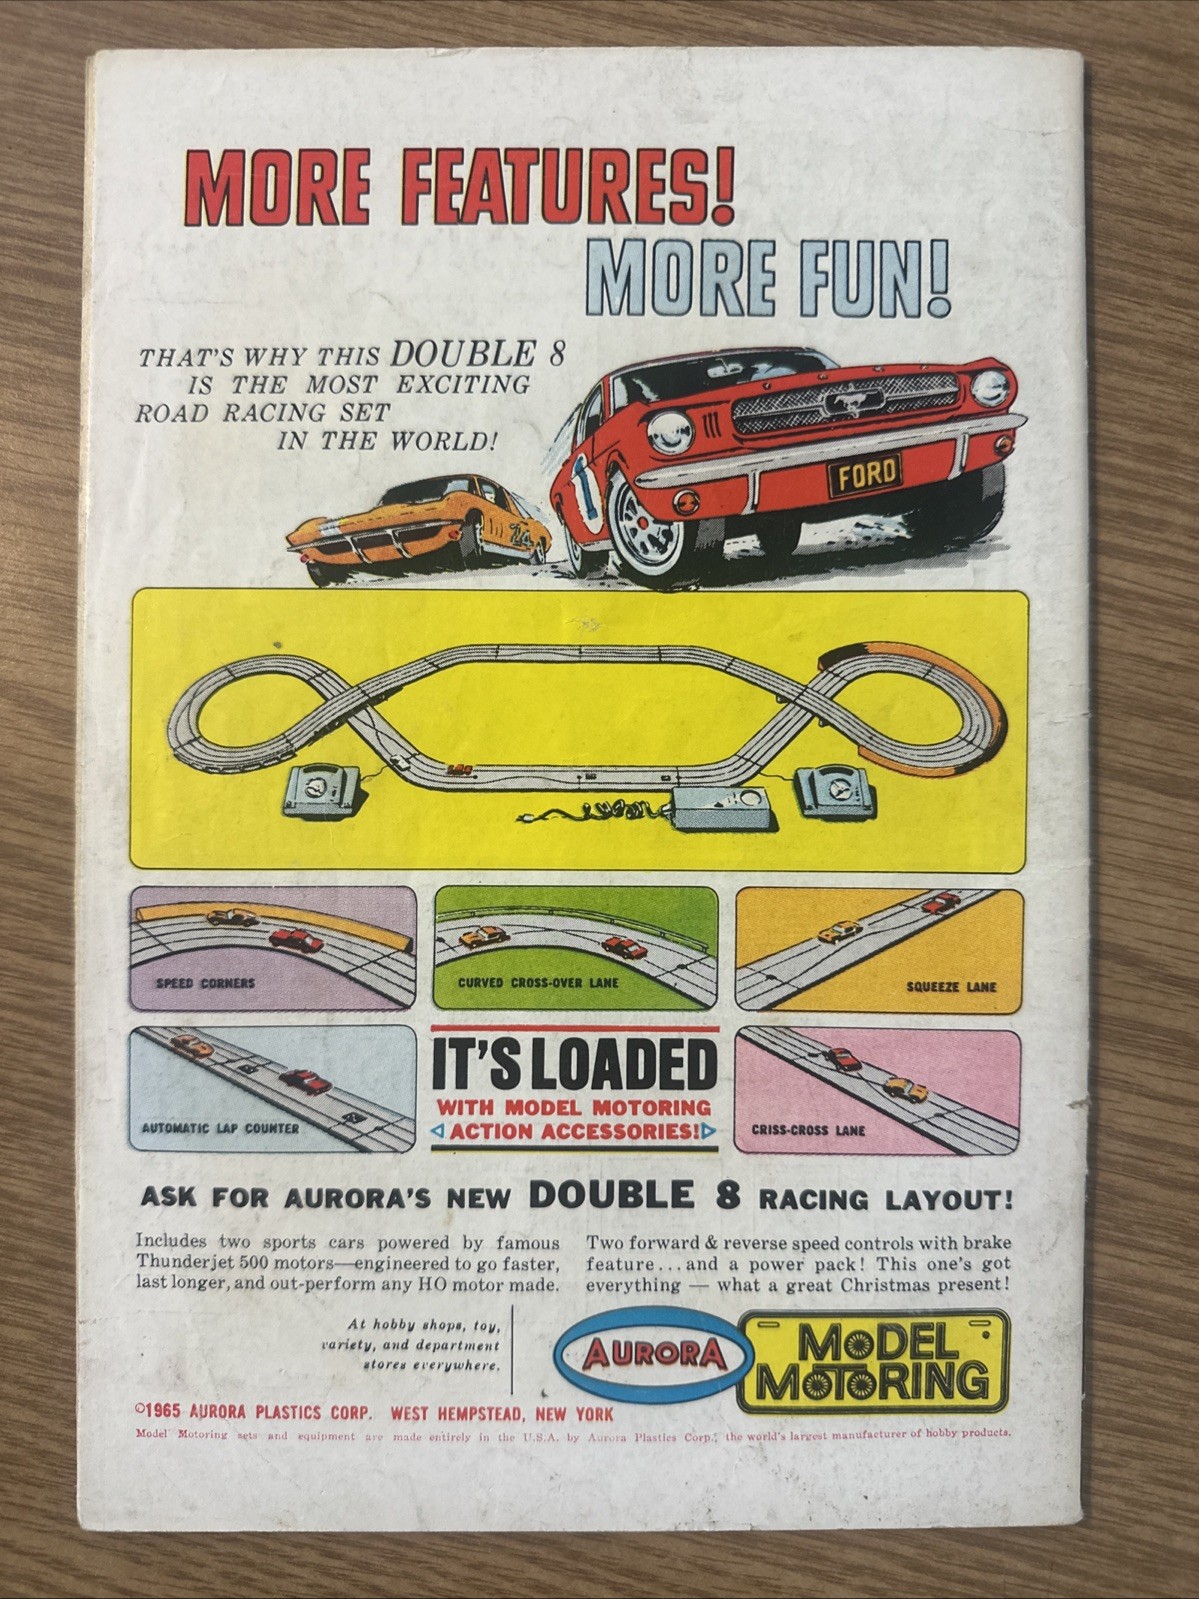 MORE FEATURES!
MORE FUN!
THAT'S WHY THIS DOUBLE 8
IS THE MOST EXCITING
ROAD RACING SET
IN THE WORLD!
FORD
1
74
SPEED CORNERS
CURVED CROSS-OVER LANE
SQUEEZE LANE
AUTOMATIC LAP COUNTER
IT'S LOADED
WITH MODEL MOTORING
ACTION ACCESSORIES!
CRISS-CROSS LANE
ASK FOR AURORA'S NEW DOUBLE 8 RACING LAYOUT!
Includes two sports cars powered by famous
Thunderjet 500 motors—engineered to go faster,
last longer, and out-perform any HO motor made.
Two forward & reverse speed controls with brake
feature...and a power pack! This one's got
everything — what a great Christmas present!
At hobby shops, toy,
variety, and department
stores everywhere.
AURORA
MODEL
MOTORING
©1965 AURORA PLASTICS CORP. WEST HEMPSTEAD, NEW YORK
Model Motoring sets and equipment are made entirely in the U.S.A. by Aurora Plastics Corp., the world's largest manufacturer of hobby products.